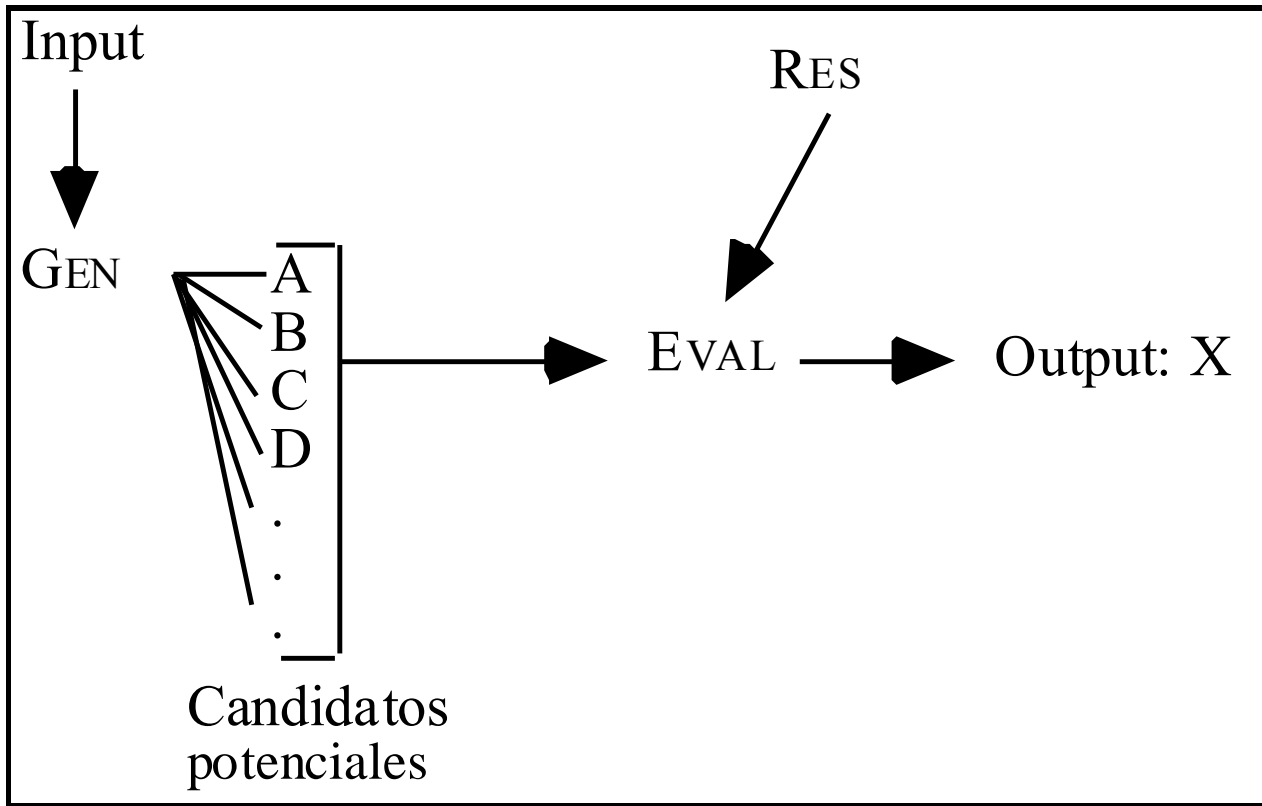 Input
RES
GEN
A
B
C
D
.
.
.
EVAL
Output: X
Candidatos
potenciales